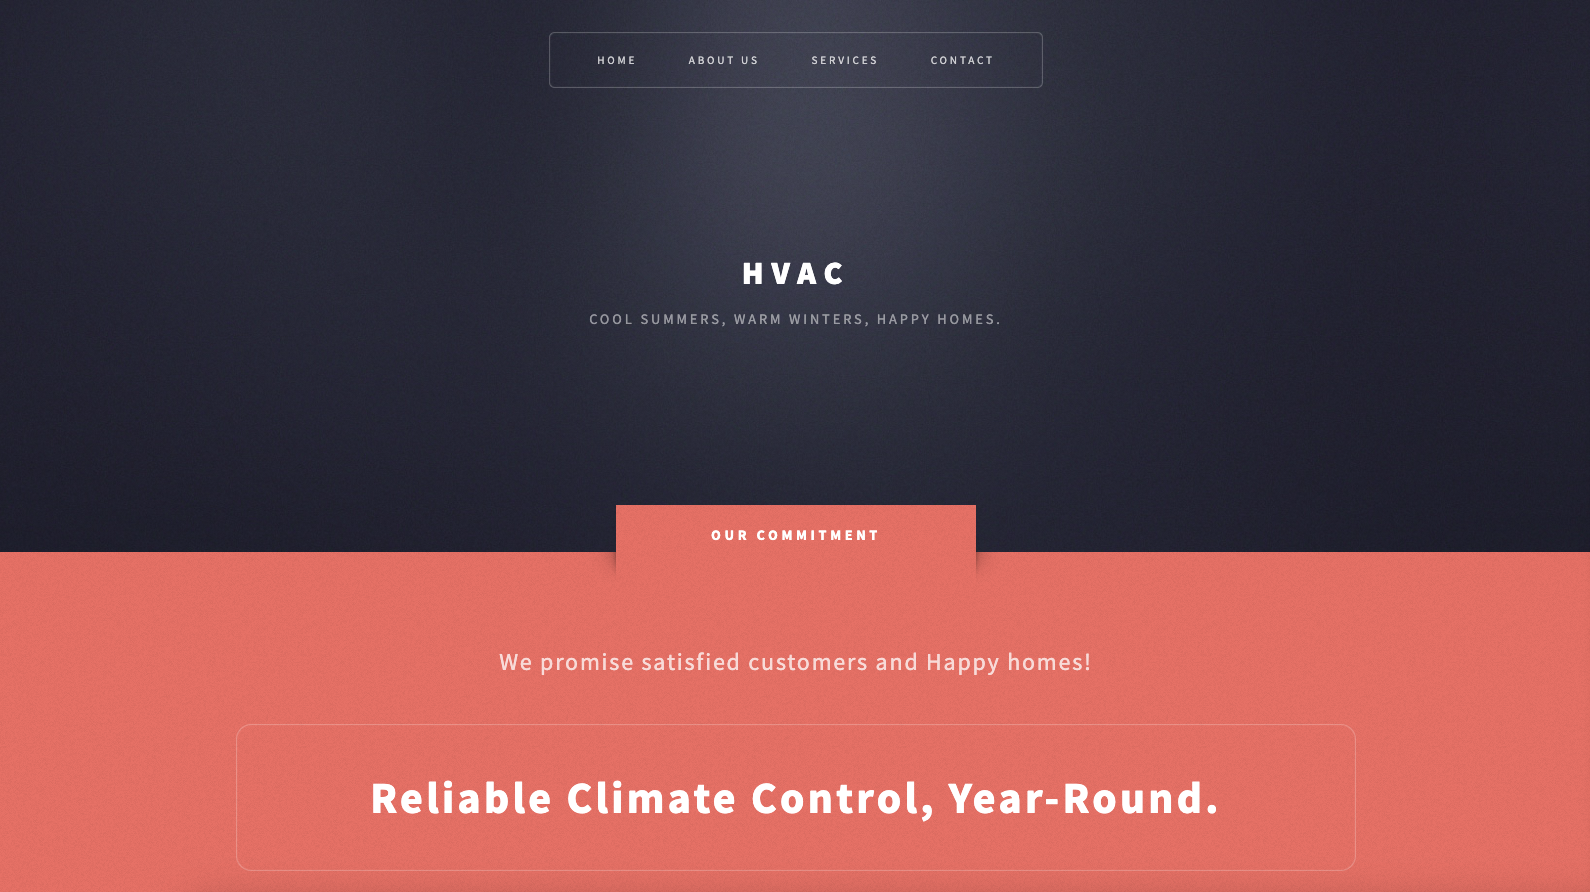 HOME ABOUT US SERVICES CONTACT
HVAC
COOL SUMMERS, WARM WINTERS, HAPPY HOMES.
OUR COMMITMENT
We promise satisfied customers and Happy homes!
Reliable Climate Control, Year-Round.